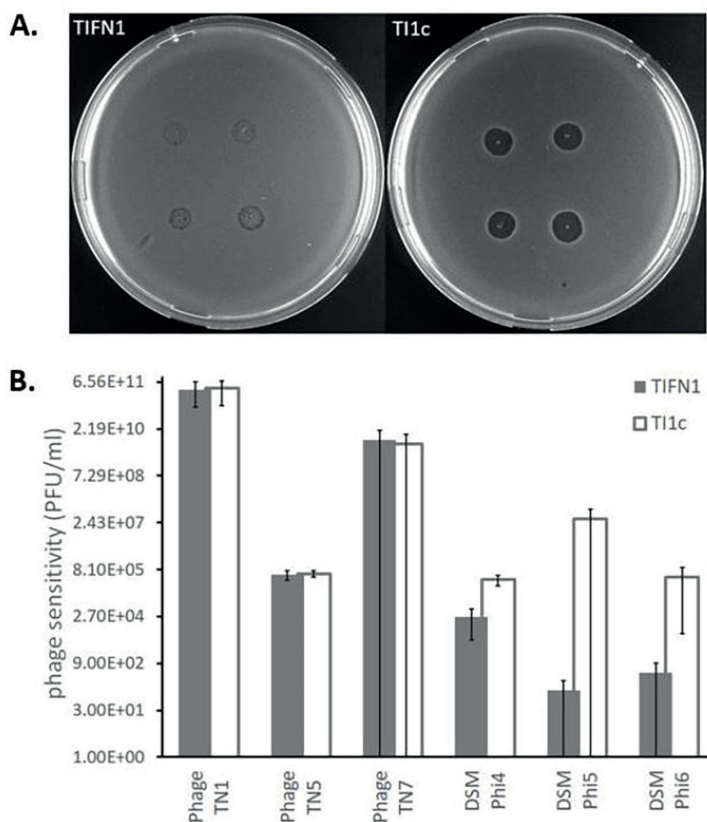 A.
TIFN1
TI1c
B.
phage sensitivity (PFU/ml)
6.56E+11
2.19E+10
7.29E+08
2.43E+07
8.10E+05
2.70E+04
9.00E+02
3.00E+01
1.00E+00
TIFN1
TI1c
Phage
TN1
Phage
TN5
Phage
TN7
DSM
Phi4
DSM
Phi5
DSM
Phi6